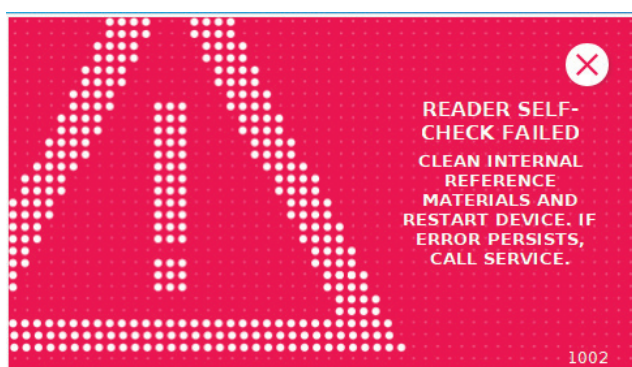 READER SELF-
CHECK FAILED
CLEAN INTERNAL
REFERENCE
MATERIALS AND
RESTART DEVICE. IF
ERROR PERSISTS,
CALL SERVICE.
1002